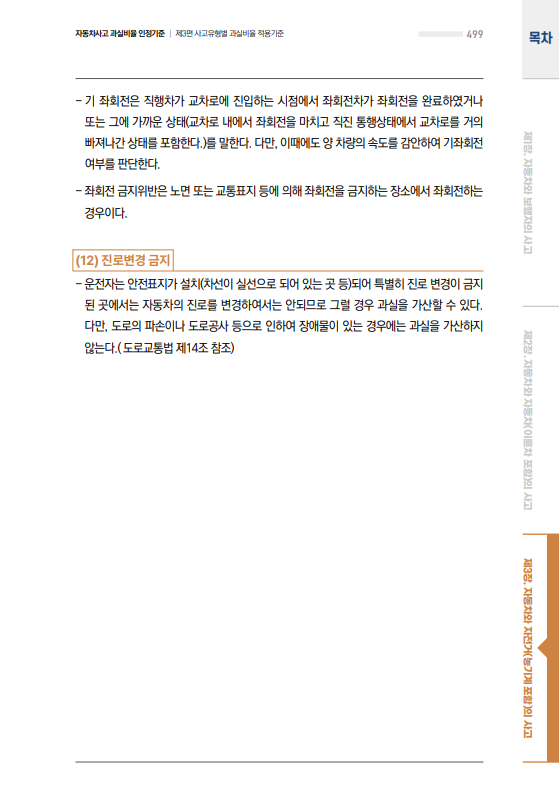 자동차사고 과실비율 인정기준 | 제3편 사고유형별 과실비율 적용기준
499
목차
– 기 좌회전은 직행차가 교차로에 진입하는 시점에서 좌회전차가 좌회전을 완료하였거나
또는 그에 가까운 상태(교차로 내에서 좌회전을 마치고 직진 통행상태에서 교차로를 거의
빠져나간 상태를 포함한다.)를 말한다. 다만, 이때에도 양 차량의 속도를 감안하여 기좌회전
여부를 판단한다.
– 좌회전 금지위반은 노면 또는 교통표지 등에 의해 좌회전을 금지하는 장소에서 좌회전하는
경우이다.
(12) 진로변경 금지
– 운전자는 안전표지가 설치(차선이 실선으로 되어 있는 곳 등)되어 특별히 진로 변경이 금지
된 곳에서는 자동차의 진로를 변경하여서는 안되므로 그럴 경우 과실을 가산할 수 있다.
다만, 도로의 파손이나 도로공사 등으로 인하여 장애물이 있는 경우에는 과실을 가산하지
않는다.( 도로교통법 제14조 참조)
제1장. 자동차와 보행자의 사고
제2장. 자동차와 자동차(이륜차 포함)의 사고
제3장. 자동차와 자전거(농기계 포함)의 사고